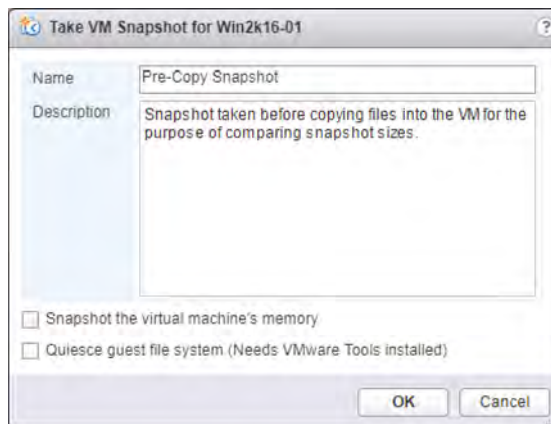 Take VM Snapshot for Win2k16-01
?
Name
Pre-Copy Snapshot
Description
Snapshot taken before copying files into the VM for the
purpose of comparing snapshot sizes.
Snapshot the virtual machine's memory
Quiesce guest file system (Needs VMware Tools installed)
OK
Cancel